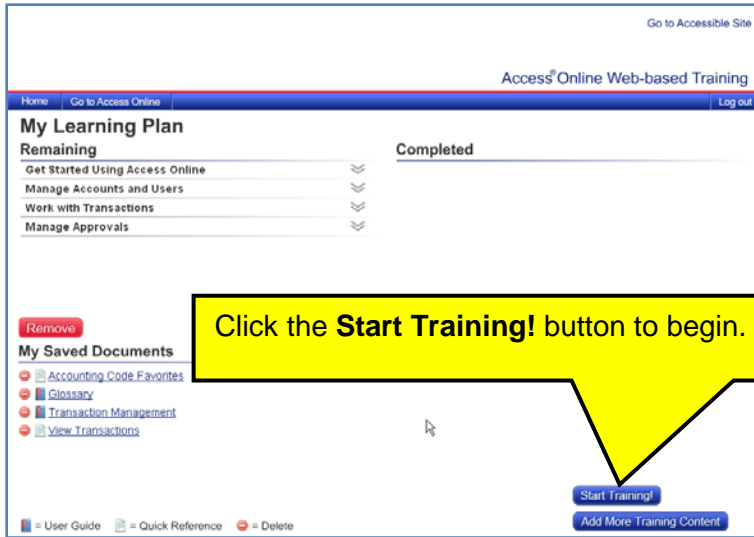 Go to Accessible Site
Access®Online Web-based Training
Home Go to Access Online Log out
My Learning Plan
Remaining
Get Started Using Access Online
Manage Accounts and Users
Work with Transactions
Manage Approvals
Completed
Click the Start Training! button to begin.
Remove
My Saved Documents
Accounting Code Favorites
Glossary
Transaction Management
View Transactions
Start Training!
Add More Training Content
= User Guide = Quick Reference = Delete